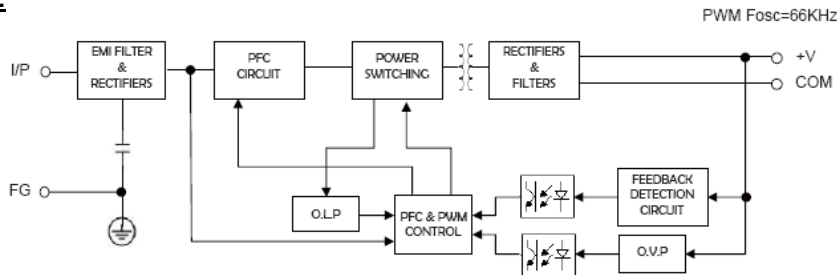 PWM Fosc=66KHz
I/P
EMI FILTER
&
RECTIFIERS
PFC
CIRCUIT
POWER
SWITCHING
RECTIFIERS
&
FILTERS
+V
COM
FG
O.L.P
PFC & PWM
CONTROL
FEEDBACK
DETECTION
CIRCUIT
O.V.P